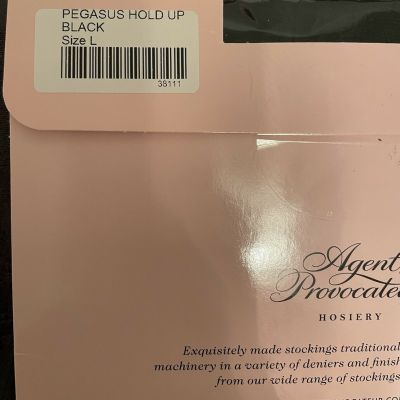 PEGASUS HOLD UP
BLACK
Size L
38111
Agent
Provocate
HOSIERY
Exquisitely made stockings traditional
machinery in a variety of deniers and finish
from our wide range of stockings